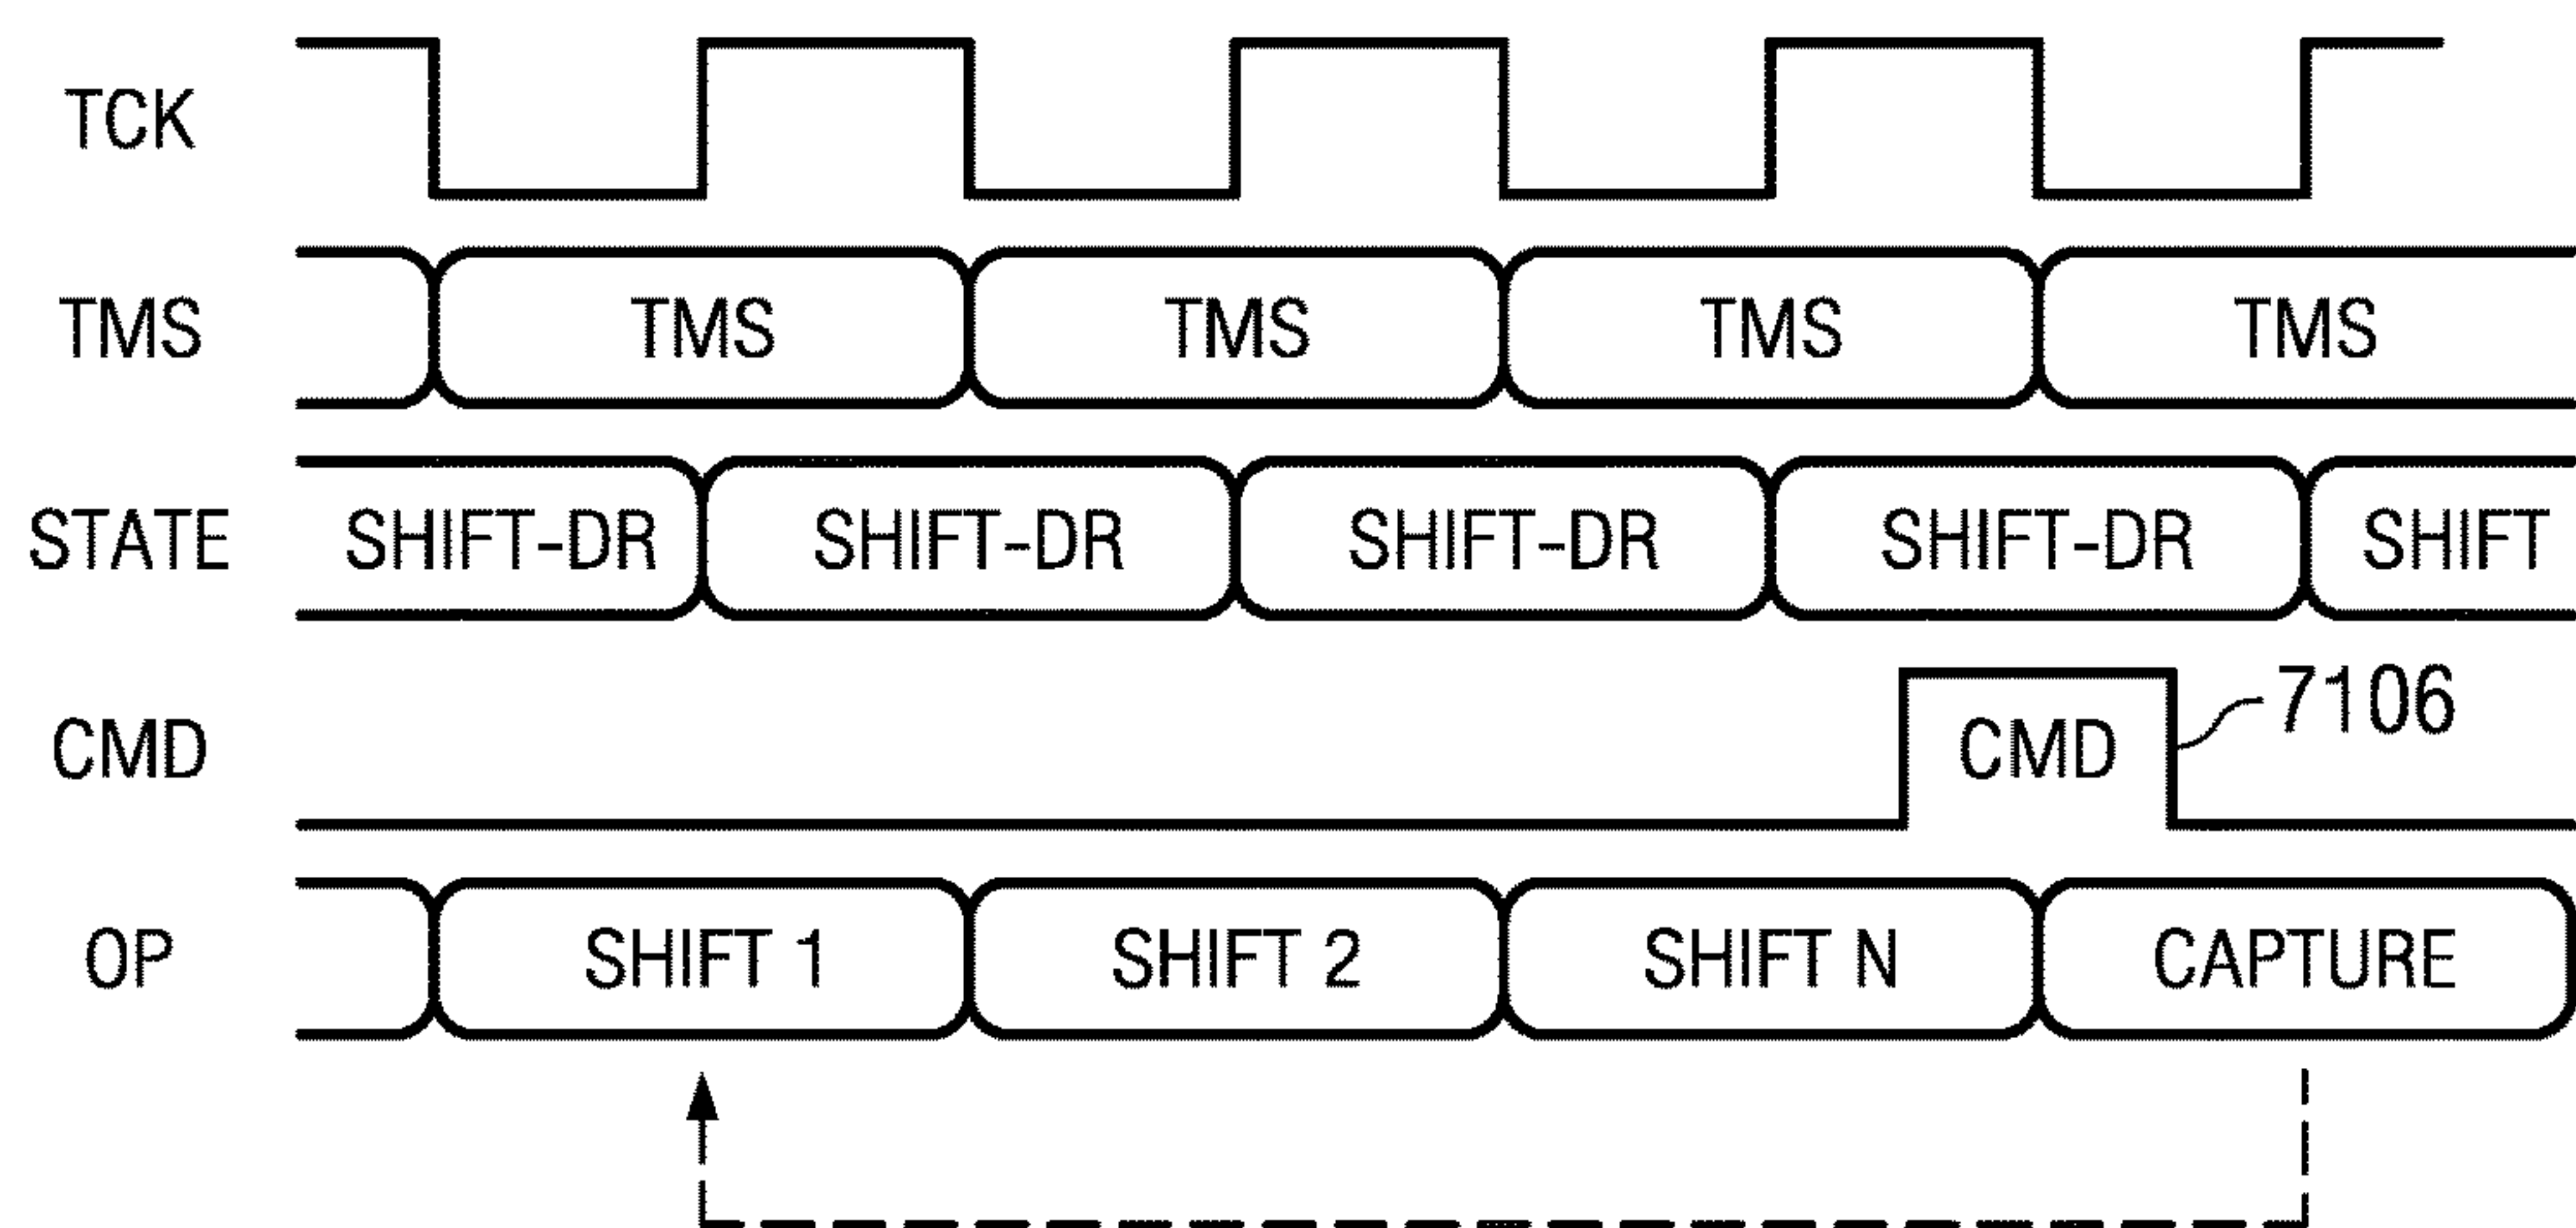 TCK
TMS TMS TMS TMS TMS
STATE SHIFT-DR SHIFT-DR SHIFT-DR SHIFT-DR SHIFT
CMD CMD 7106
OP SHIFT 1 SHIFT 2 SHIFT N CAPTURE